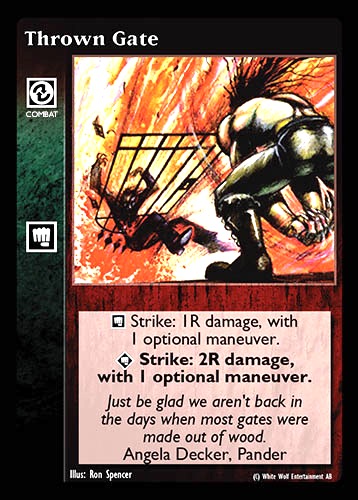 Thrown Gate
COMBAT
Strike: 1R damage, with
1 optional maneuver.
Strike: 2R damage,
with 1 optional maneuver.
Just be glad we aren't back in
the days when most gates were
made out of wood.
Angela Decker, Pander
Illus: Ron Spencer
(C) White Wolf Entertainment AB